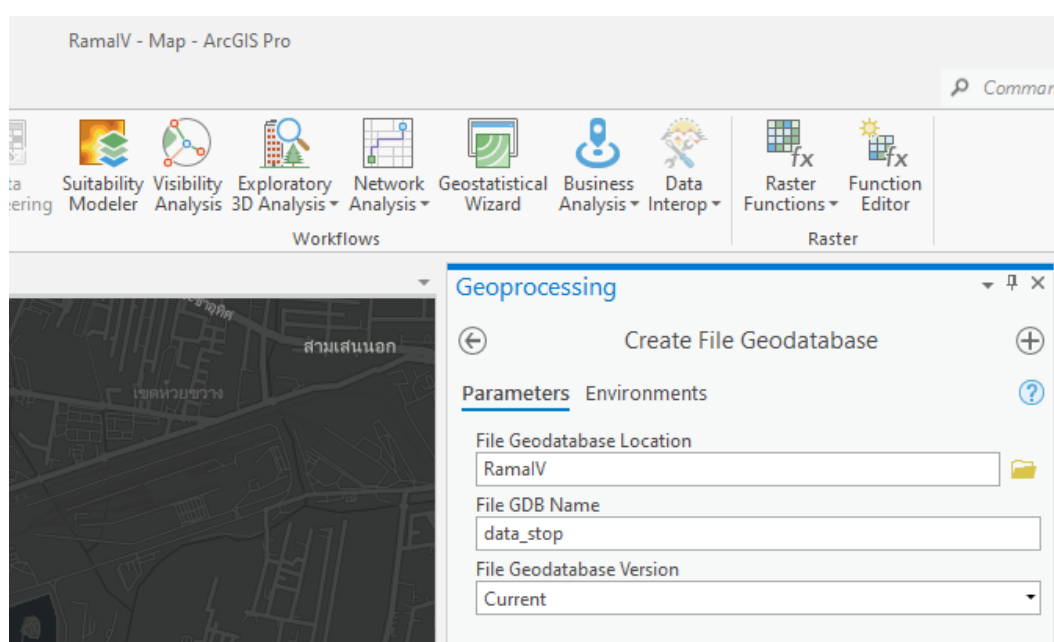 RamaIV - Map - ArcGIS Pro
Suitability Modeler
Visibility Analysis
Exploratory 3D Analysis
Network Analysis
Geostatistical Wizard
Business Analysis
Data Interop
Raster Functions
Function Editor
Workflows
Raster
Geoprocessing
Create File Geodatabase
Parameters Environments
File Geodatabase Location
RamaIV
File GDB Name
data_stop
File Geodatabase Version
Current
สามเสนนอก
เขตห้วยขวาง